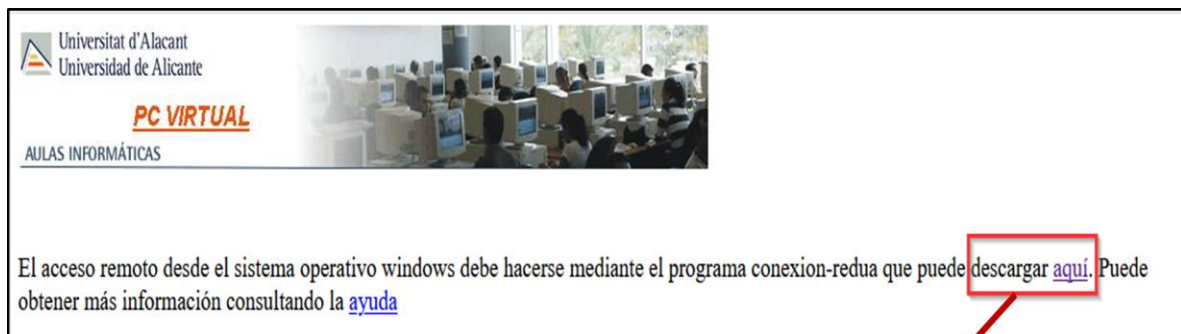 Universitat d'Alacant
Universidad de Alicante
PC VIRTUAL
AULAS INFORMÁTICAS
El acceso remoto desde el sistema operativo windows debe hacerse mediante el programa conexion-redua que puede descargar aquí. Puede
obtener más información consultando la ayuda